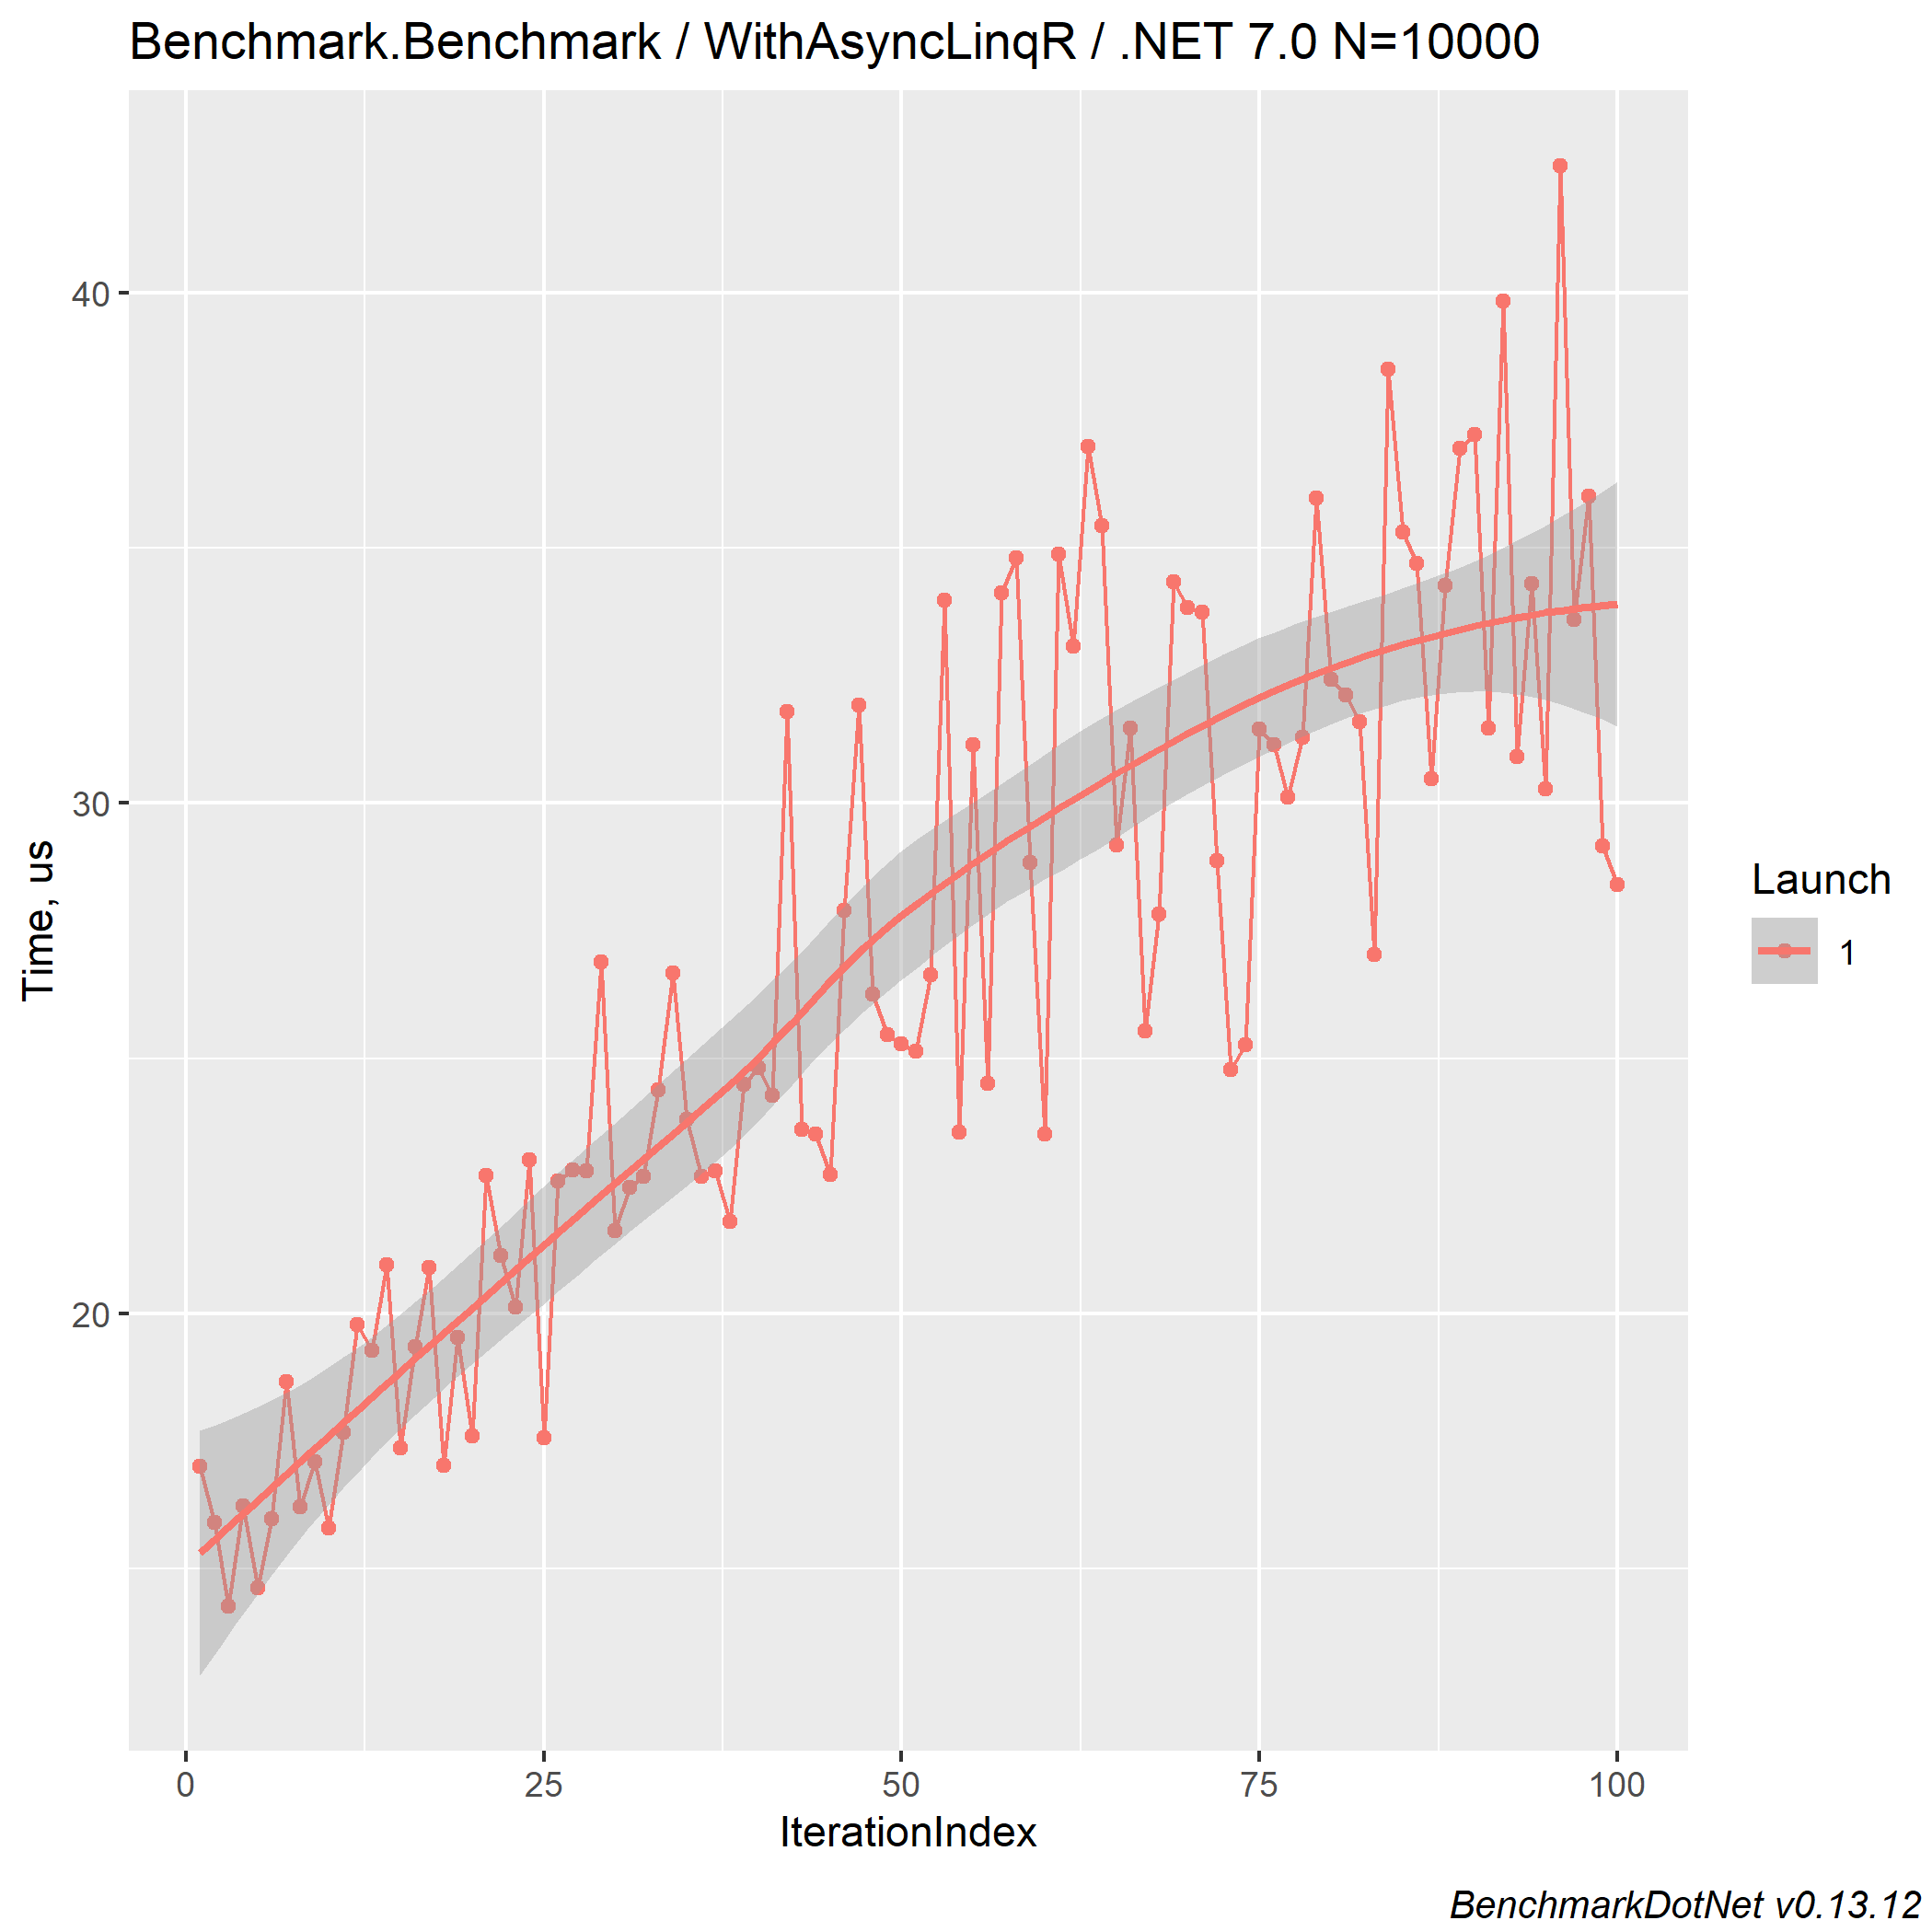 Benchmark.Benchmark / WithAsyncLinqR / .NET 7.0 N=10000
Time, us
40
30
20
0 25 50 75 100
IterationIndex
Launch
1
BenchmarkDotNet v0.13.12